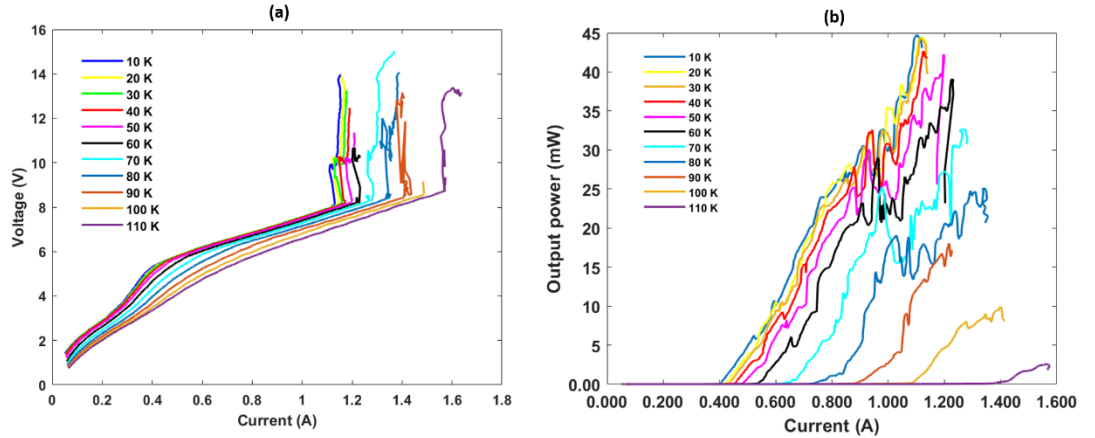 (a)
16
14
12
10
8
6
4
2
0
Voltage (V)
10 K
20 K
30 K
40 K
50 K
60 K
70 K
80 K
90 K
100 K
110 K
0 0.2 0.4 0.6 0.8 1 1.2 1.4 1.6 1.8
Current (A)
(b)
45
40
35
30
25
20
15
10
5
0.00
Output power (mW)
10 K
20 K
30 K
40 K
50 K
60 K
70 K
80 K
90 K
100 K
110 K
0.000 0.200 0.400 0.600 0.800 1.000 1.200 1.400 1.600
Current (A)